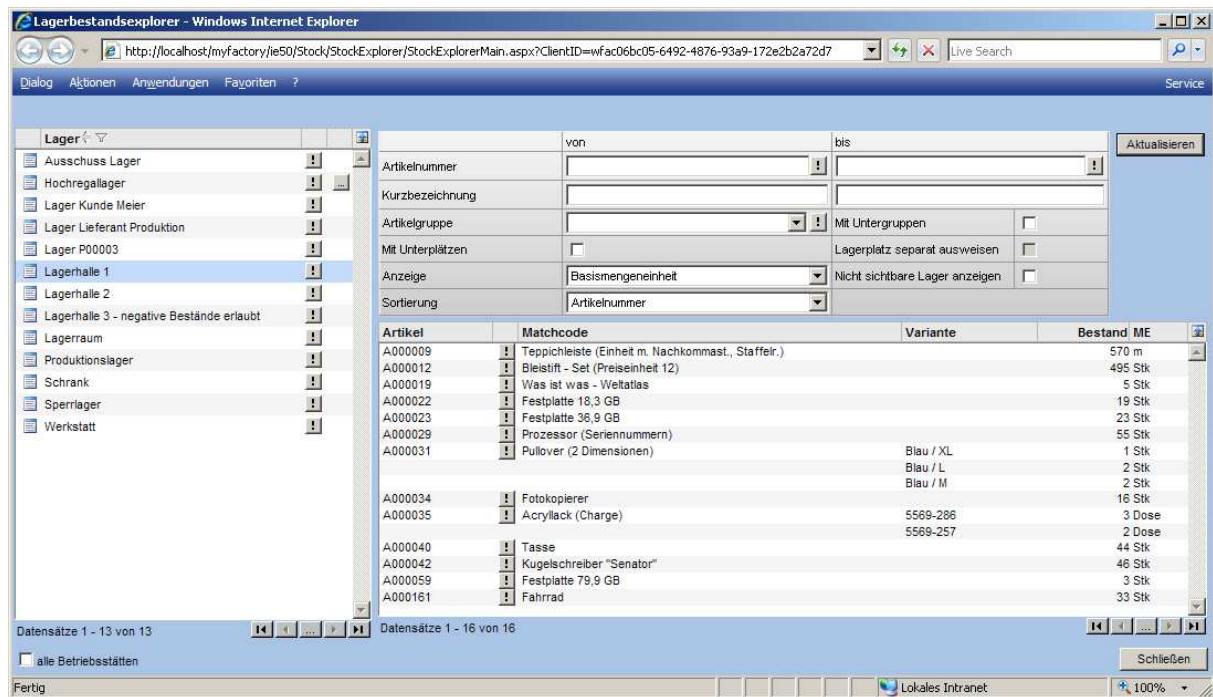 Lagerbestandsexplorer - Windows Internet Explorer
http://localhost/myfactory/ie50/Stock/StockExplorer/StockExplorerMain.aspx?ClientID=wfac06bc05-6492-4876-93a9-172e2b2a72d7 Live Search
Dialog Aktionen Anwendungen Favoriten ? Service
Lager
Ausschuss Lager !
Hochregallager ! ...
Lager Kunde Meier !
Lager Lieferant Produktion !
Lager P00003 !
Lagerhalle 1 !
Lagerhalle 2 !
Lagerhalle 3 - negative Bestände erlaubt !
Lagerraum !
Produktionslager !
Schrank !
Sperrlager !
Werkstatt !
Datensätze 1 - 13 von 13 ...
alle Betriebsstätten
von bis Aktualisieren
Artikelnummer ! !
Kurzbezeichnung
Artikelgruppe ! Mit Untergruppen
Mit Unterplätzen Lagerplatz separat ausweisen
Anzeige Basismengeneinheit Nicht sichtbare Lager anzeigen
Sortierung Artikelnummer
Artikel Matchcode Variante Bestand ME
A000009 ! Teppichleiste (Einheit m. Nachkommast., Staffelr.) 570 m
A000012 ! Bleistift - Set (Preiseinheit 12) 495 Stk
A000019 ! Was ist was - Weltatlas 5 Stk
A000022 ! Festplatte 18,3 GB 19 Stk
A000023 ! Festplatte 36,9 GB 23 Stk
A000029 ! Prozessor (Seriennummern) 55 Stk
A000031 ! Pullover (2 Dimensionen) Blau / XL 1 Stk
Blau / L 2 Stk
Blau / M 2 Stk
A000034 ! Fotokopierer 16 Stk
A000035 ! Acryllack (Charge) 5569-286 3 Dose
5569-257 2 Dose
A000040 ! Tasse 44 Stk
A000042 ! Kugelschreiber "Senator" 46 Stk
A000059 ! Festplatte 79,9 GB 3 Stk
A000161 ! Fahrrad 33 Stk
Datensätze 1 - 16 von 16 ...
Schließen
Fertig Lokales Intranet 100%